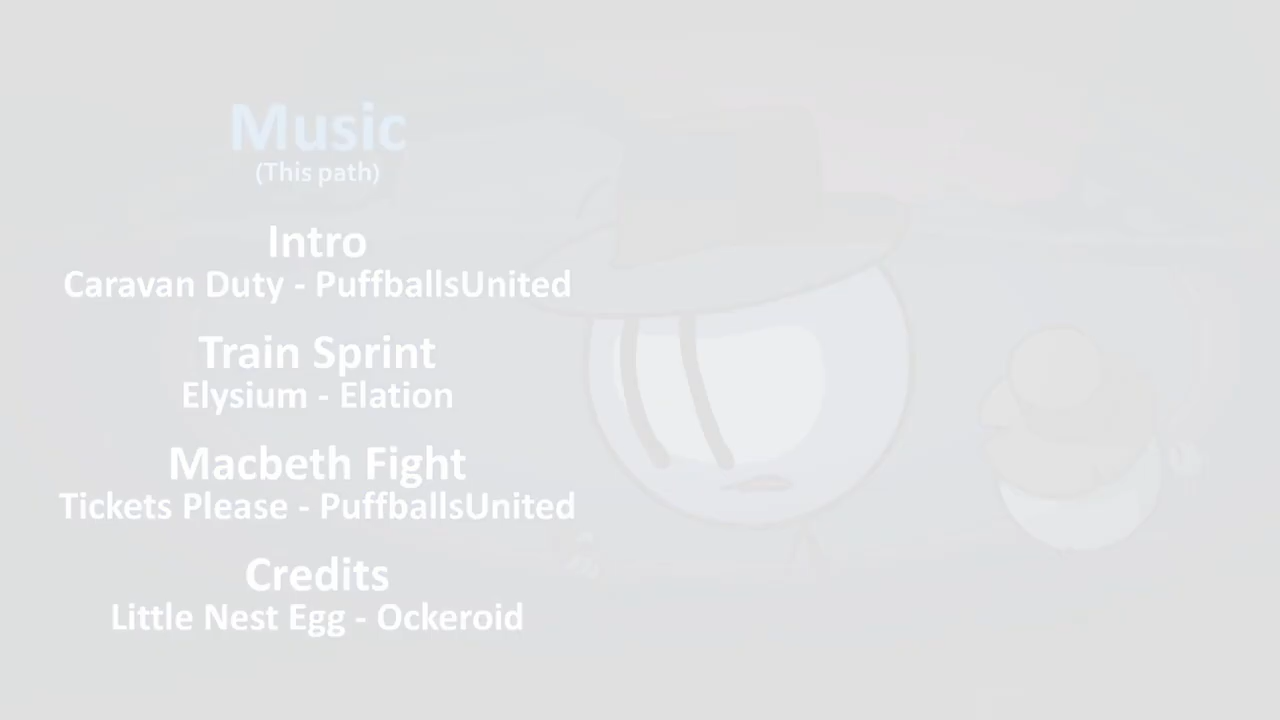 Music
(This path)
Intro
Caravan Duty - PuffballsUnited
Train Sprint
Elysium - Elation
Macbeth Fight
Tickets Please - PuffballsUnited
Credits
Little Nest Egg - Ockeroid